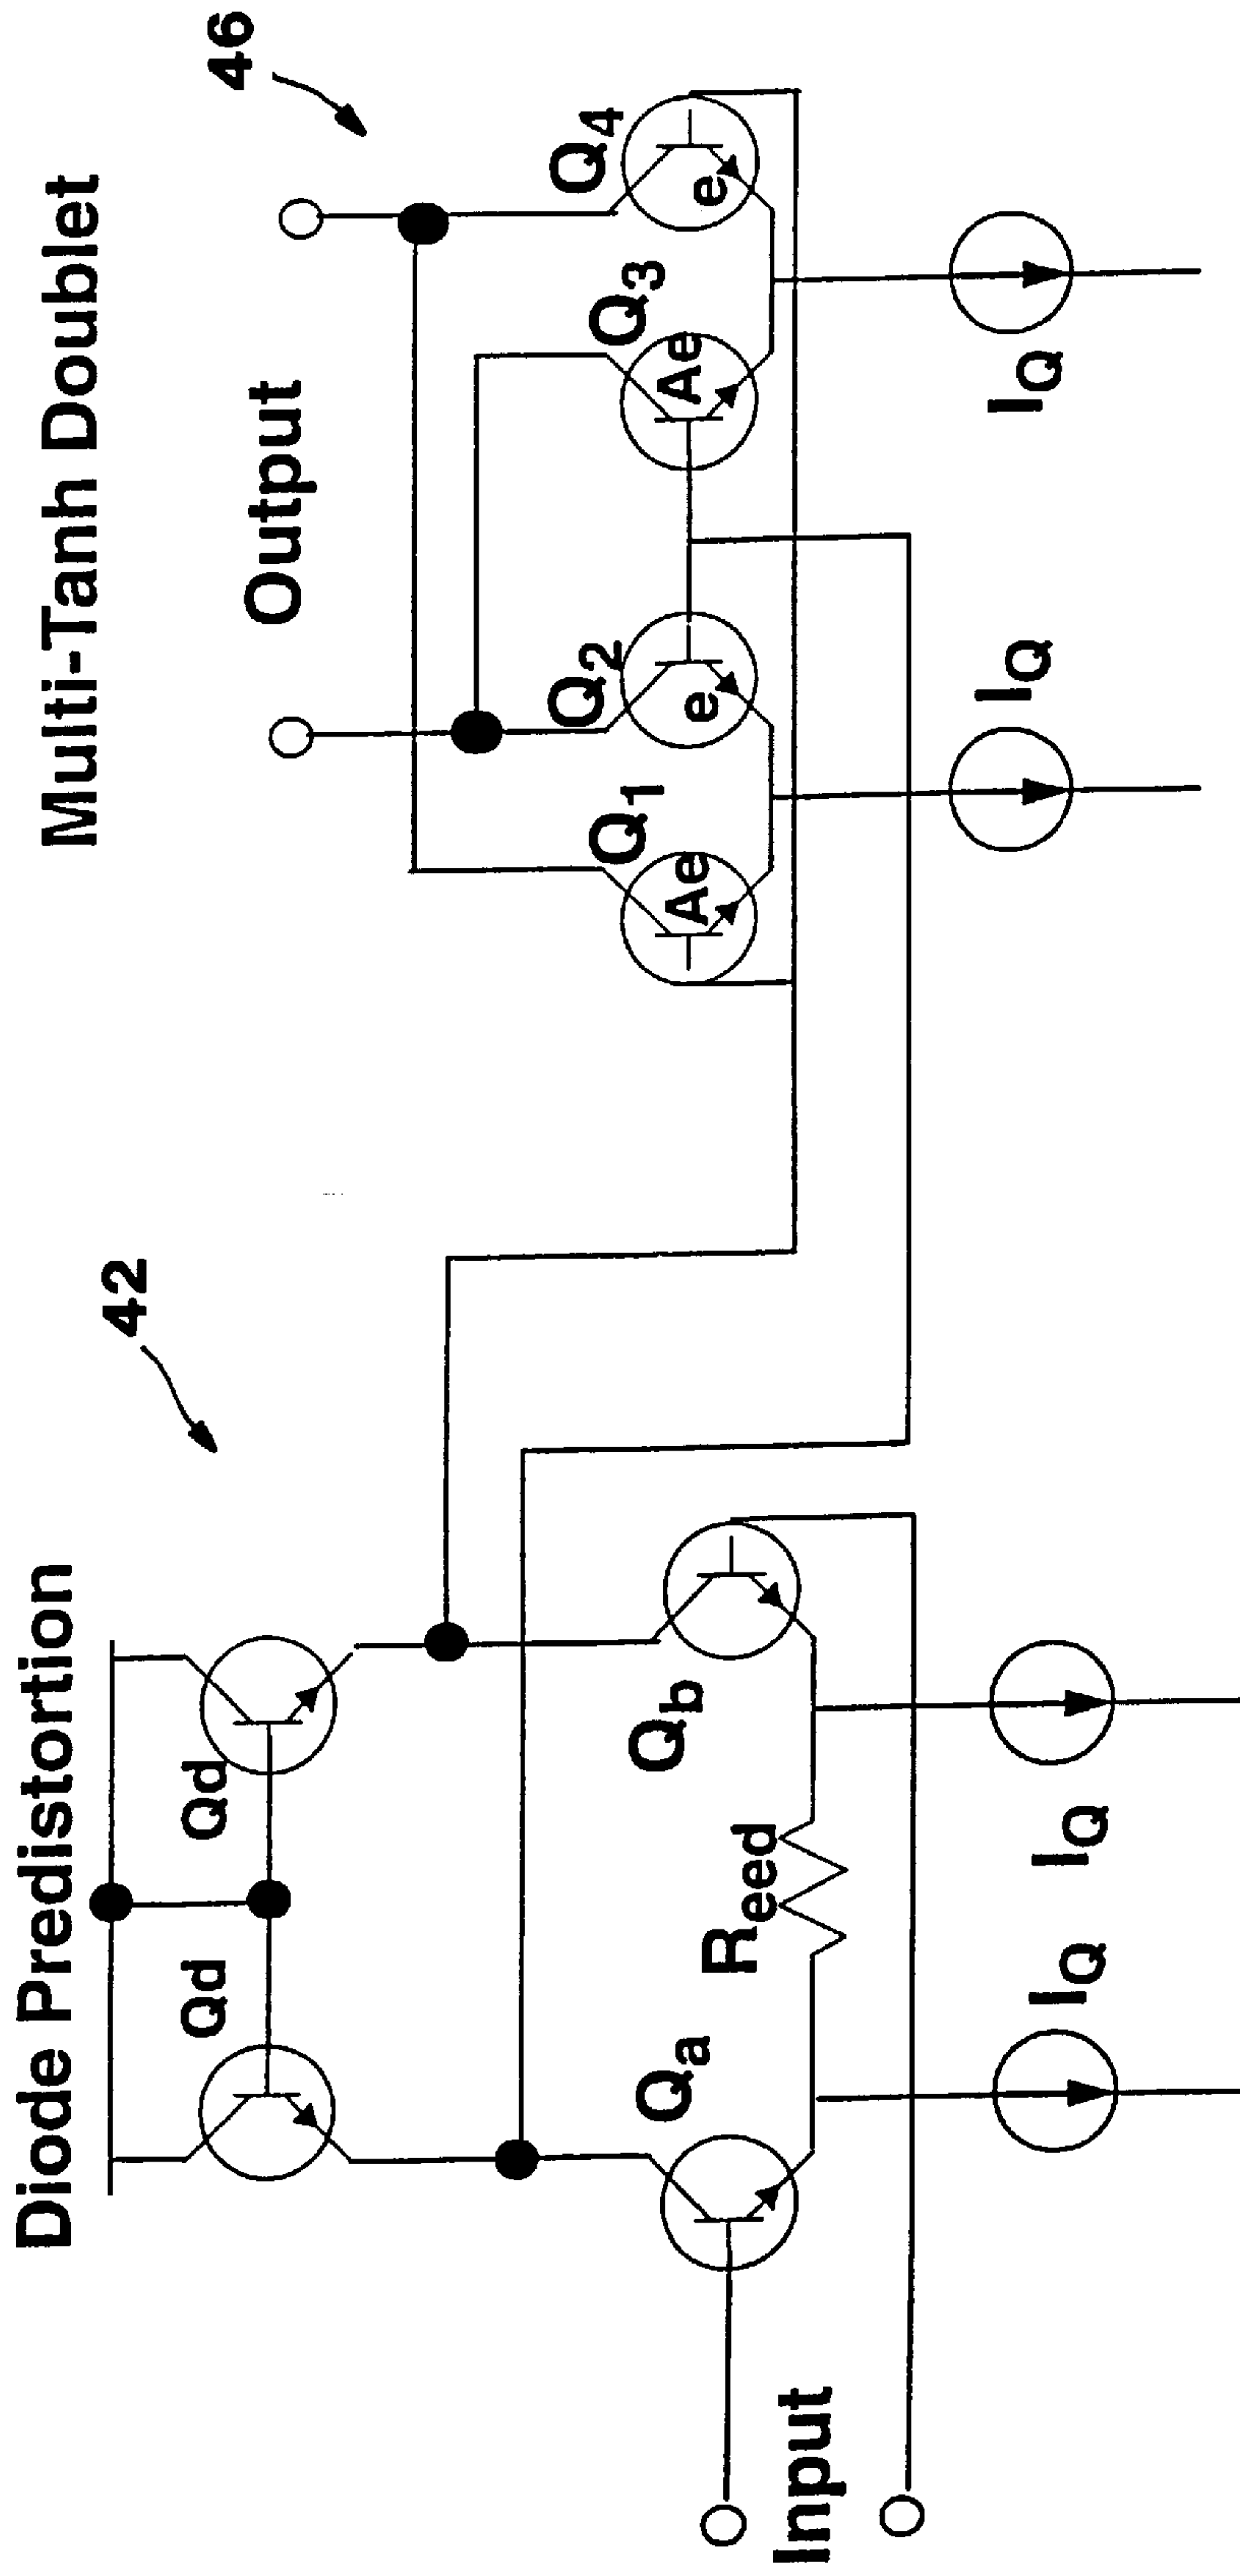 Diode Predistortion
42
Multi-Tanh Doublet
46
Output
Qd
Qd
Qa
Qb
Reed
IQ
IQ
Input
Q1
Q2
Q3
Q4
Ae
e
Ae
e
IQ
IQ